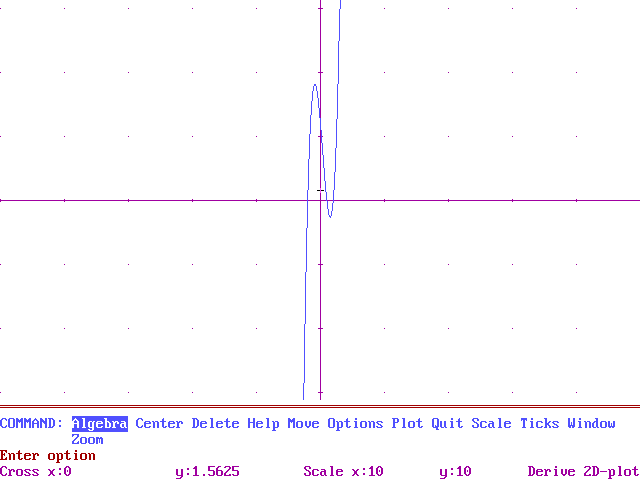 COMMAND: Algebra Center Delete Help Move Options Plot Quit Scale Ticks Window
Zoom
Enter option
Cross x:0 y:1.5625 Scale x:10 y:10 Derive 2D-plot